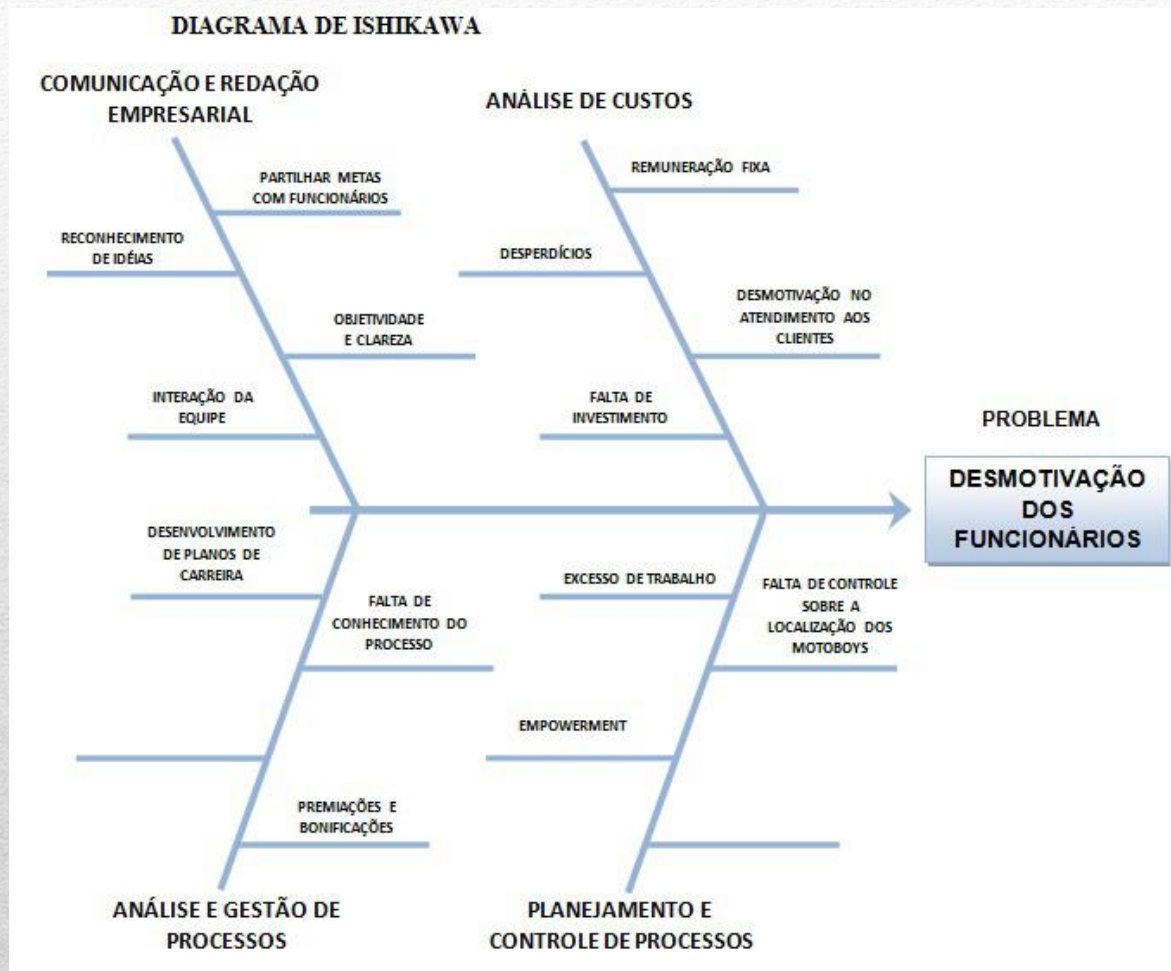 DIAGRAMA DE ISHIKAWA
COMUNICAÇÃO E REDAÇÃO
EMPRESARIAL
ANÁLISE DE CUSTOS
PARTILHAR METAS
COM FUNCIONÁRIOS
REMUNERAÇÃO FIXA
RECONHECIMENTO
DE IDÉIAS
DESPERDÍCIOS
OBJETIVIDADE
E CLAREZA
DESMOTIVAÇÃO NO
ATENDIMENTO AOS
CLIENTES
INTERAÇÃO DA
EQUIPE
FALTA DE
INVESTIMENTO
PROBLEMA
DESMOTIVAÇÃO
DOS
FUNCIONÁRIOS
DESENVOLVIMENTO
DE PLANOS DE
CARREIRA
FALTA DE
CONHECIMENTO DO
PROCESSO
EXCESSO DE TRABALHO
FALTA DE CONTROLE
SOBRE A
LOCALIZAÇÃO DOS
MOTOBOYS
EMPOWERMENT
PREMIAÇÕES E
BONIFICAÇÕES
ANÁLISE E GESTÃO DE
PROCESSOS
PLANEJAMENTO E
CONTROLE DE PROCESSOS